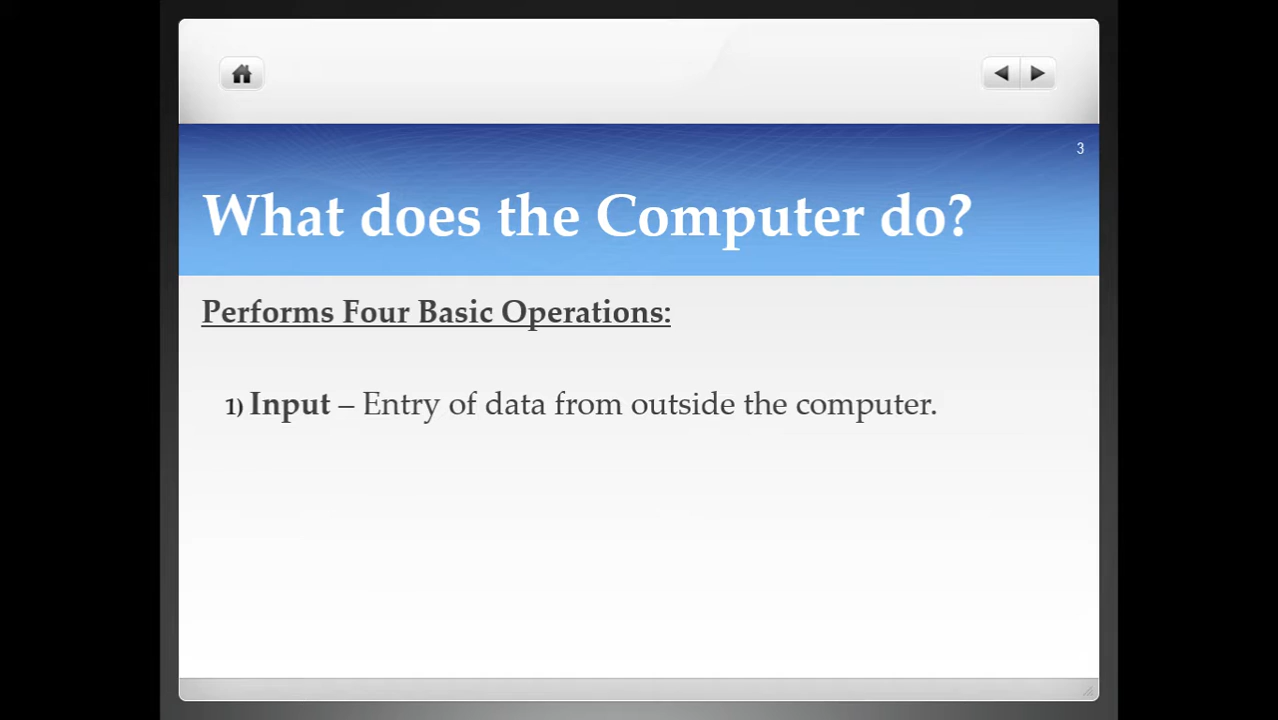 3
What does the Computer do?
Performs Four Basic Operations:
1) Input – Entry of data from outside the computer.